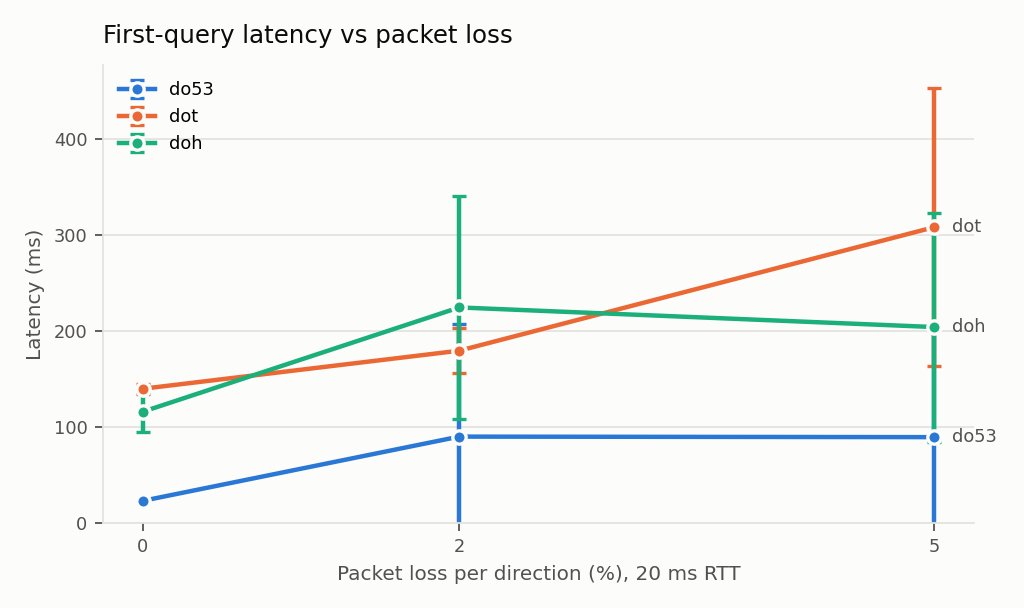 First-query latency vs packet loss
do53
dot
doh
400
300
200
100
0
Latency (ms)
dot
doh
do53
0
2
5
Packet loss per direction (%), 20 ms RTT